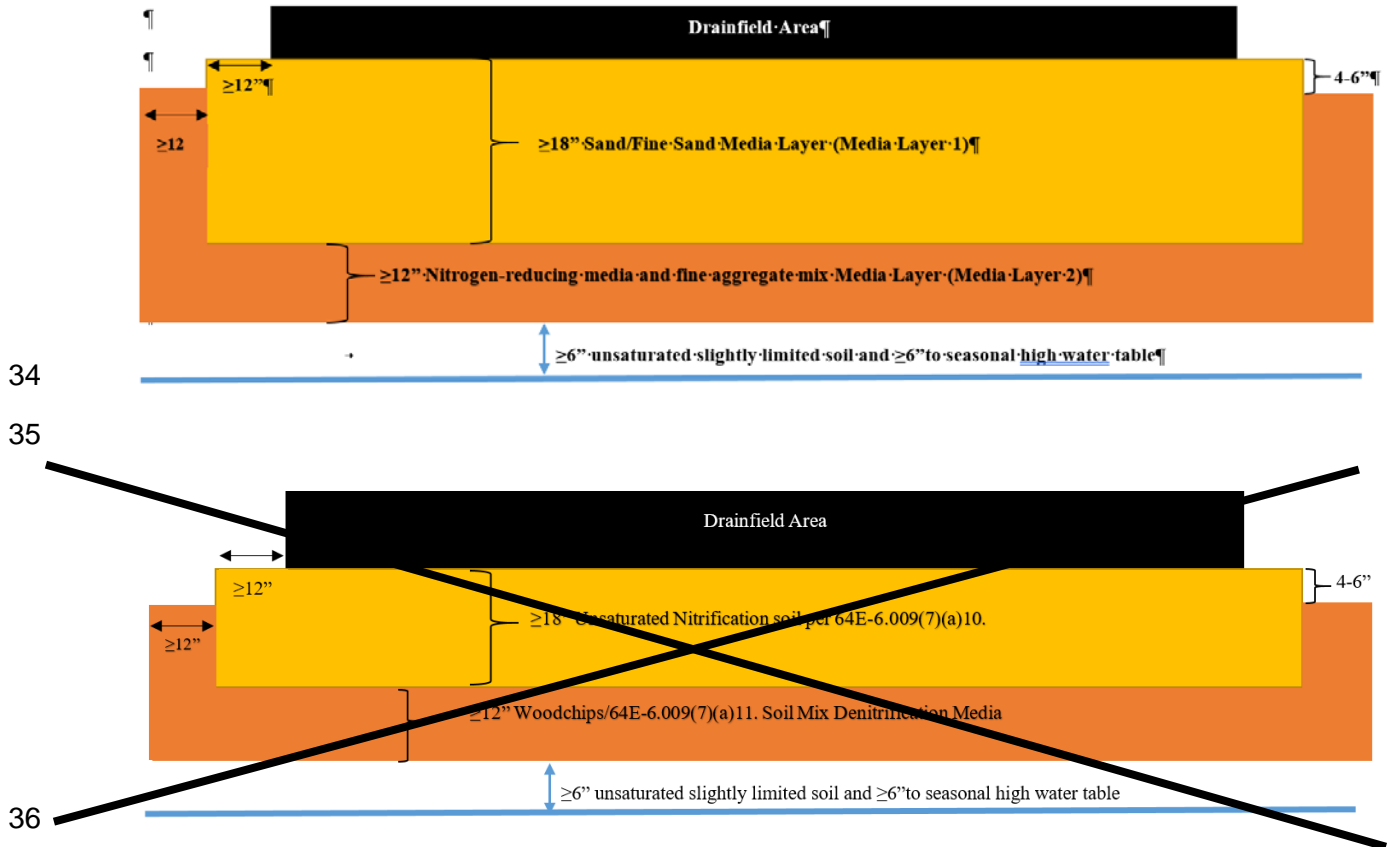 ¶
¶
Drainfield·Area¶
≥12”¶
4-6”¶
≥12
≥18”·Sand/Fine·Sand·Media·Layer·(Media·Layer·1)¶
≥12”·Nitrogen-reducing·media·and·fine·aggregate·mix·Media·Layer·(Media·Layer·2)¶
≥6”·unsaturated·slightly·limited·soil·and·≥6”to·seasonal·high·water·table¶
34
35
Drainfield Area
≥12”
4-6”
≥18” Unsaturated Nitrification soil per 64E-6.009(7)(a)10.
≥12”
≥12” Woodchips/64E-6.009(7)(a)11. Soil Mix Denitrification Media
≥6” unsaturated slightly limited soil and ≥6”to seasonal high water table
36